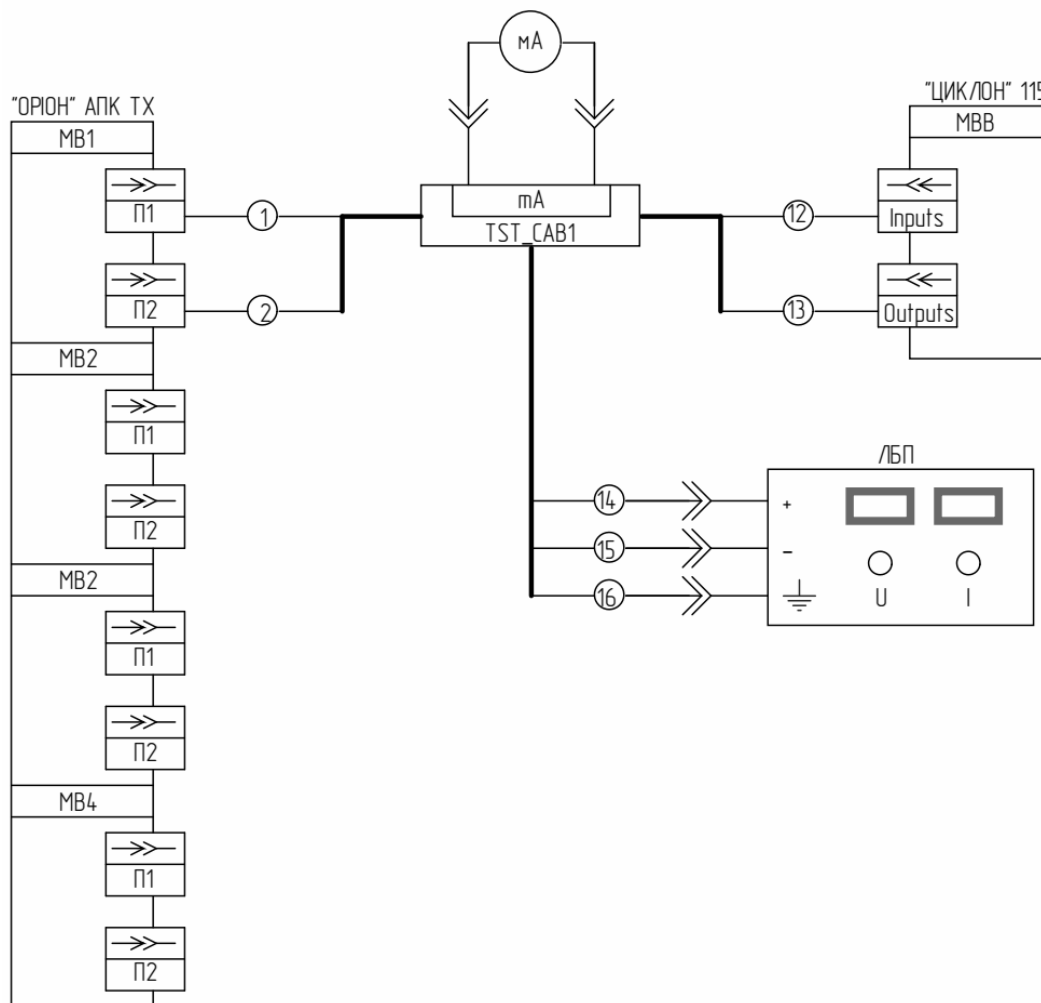 мА
"ОРІОН" АПК ТХ
МВ1
П1
1
П2
2
mA
TST_CAB1
"ЦИКЛОН" 115
МВВ
12
Inputs
13
Outputs
МВ2
П1
П2
ЛБП
14
+
15
−
16
U
I
МВ2
П1
П2
МВ4
П1
П2